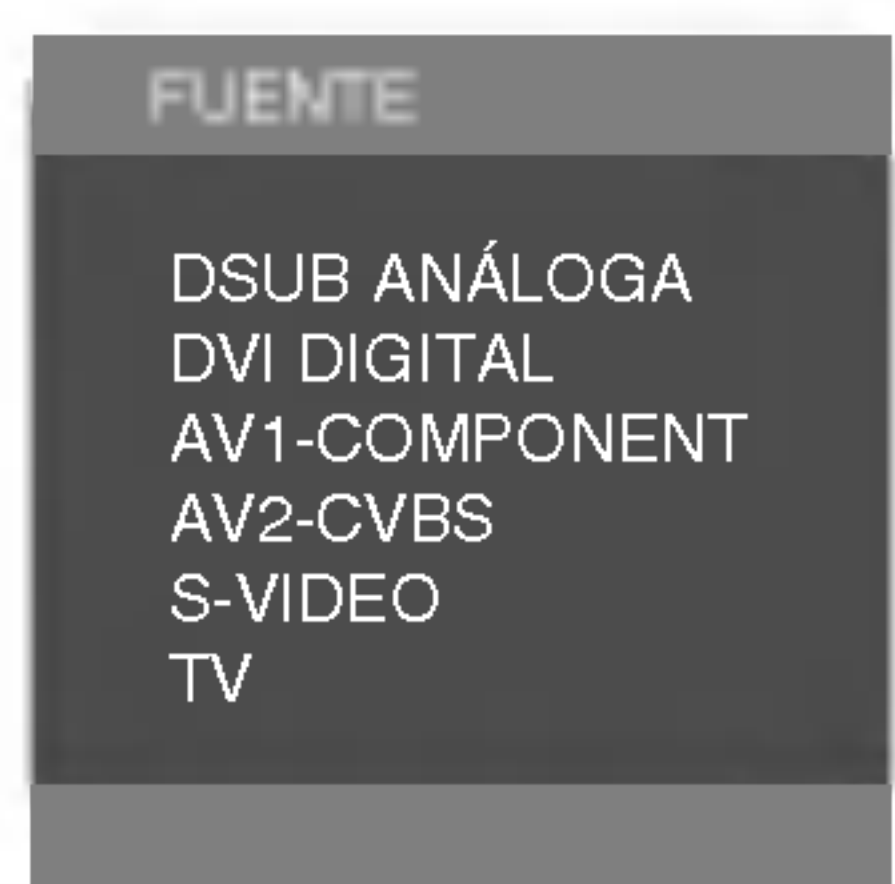 FUENTE
DSUB ANÁLOGA
DVI DIGITAL
AV1-COMPONENT
AV2-CVBS
S-VIDEO
TV